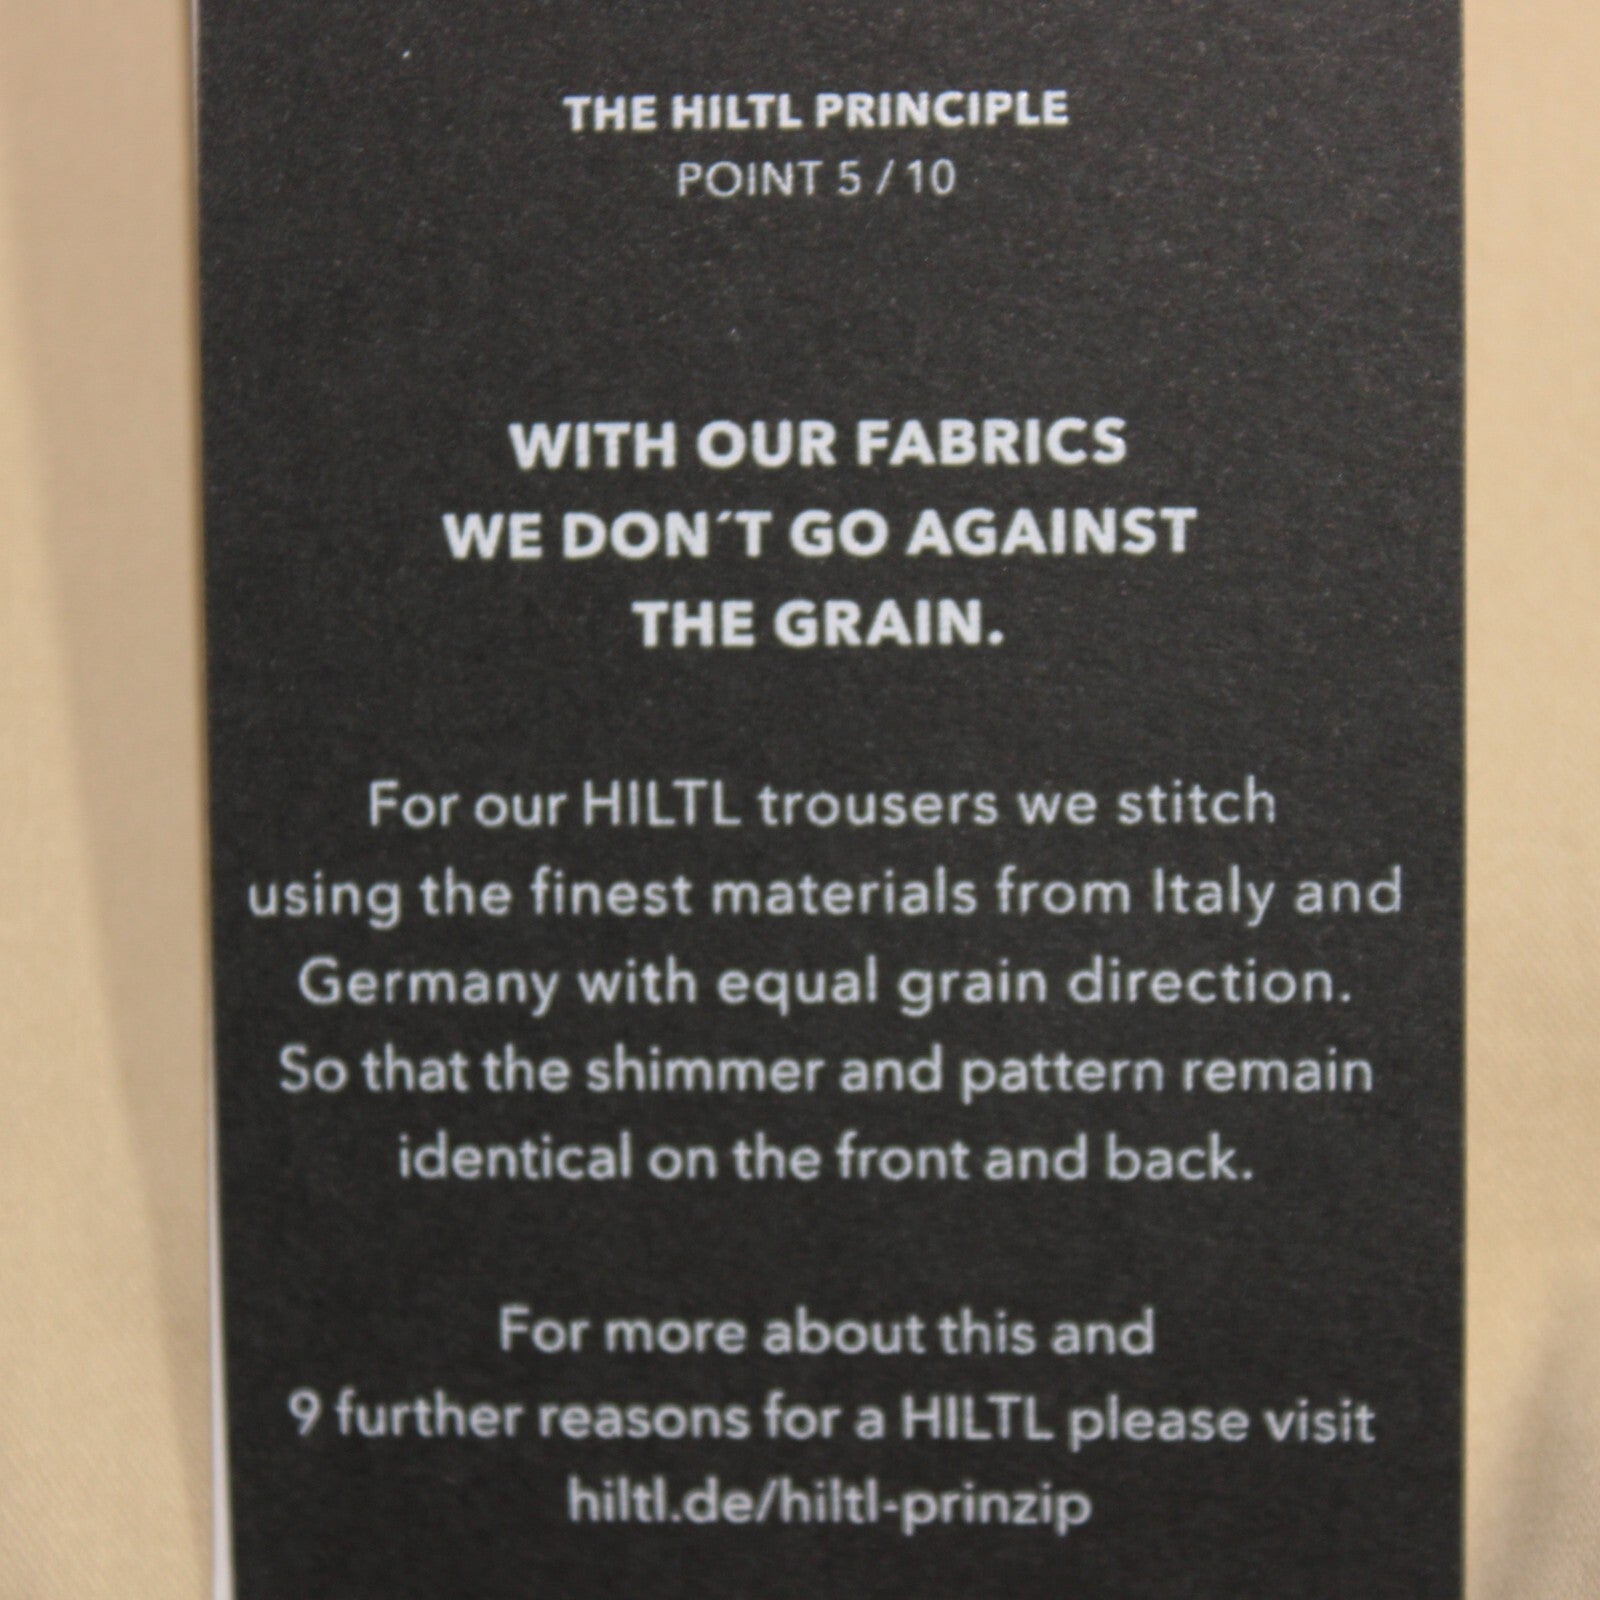 THE HILTL PRINCIPLE
POINT 5 / 10
WITH OUR FABRICS
WE DON´T GO AGAINST
THE GRAIN.
For our HILTL trousers we stitch
using the finest materials from Italy and
Germany with equal grain direction.
So that the shimmer and pattern remain
identical on the front and back.
For more about this and
9 further reasons for a HILTL please visit
hiltl.de/hiltl-prinzip